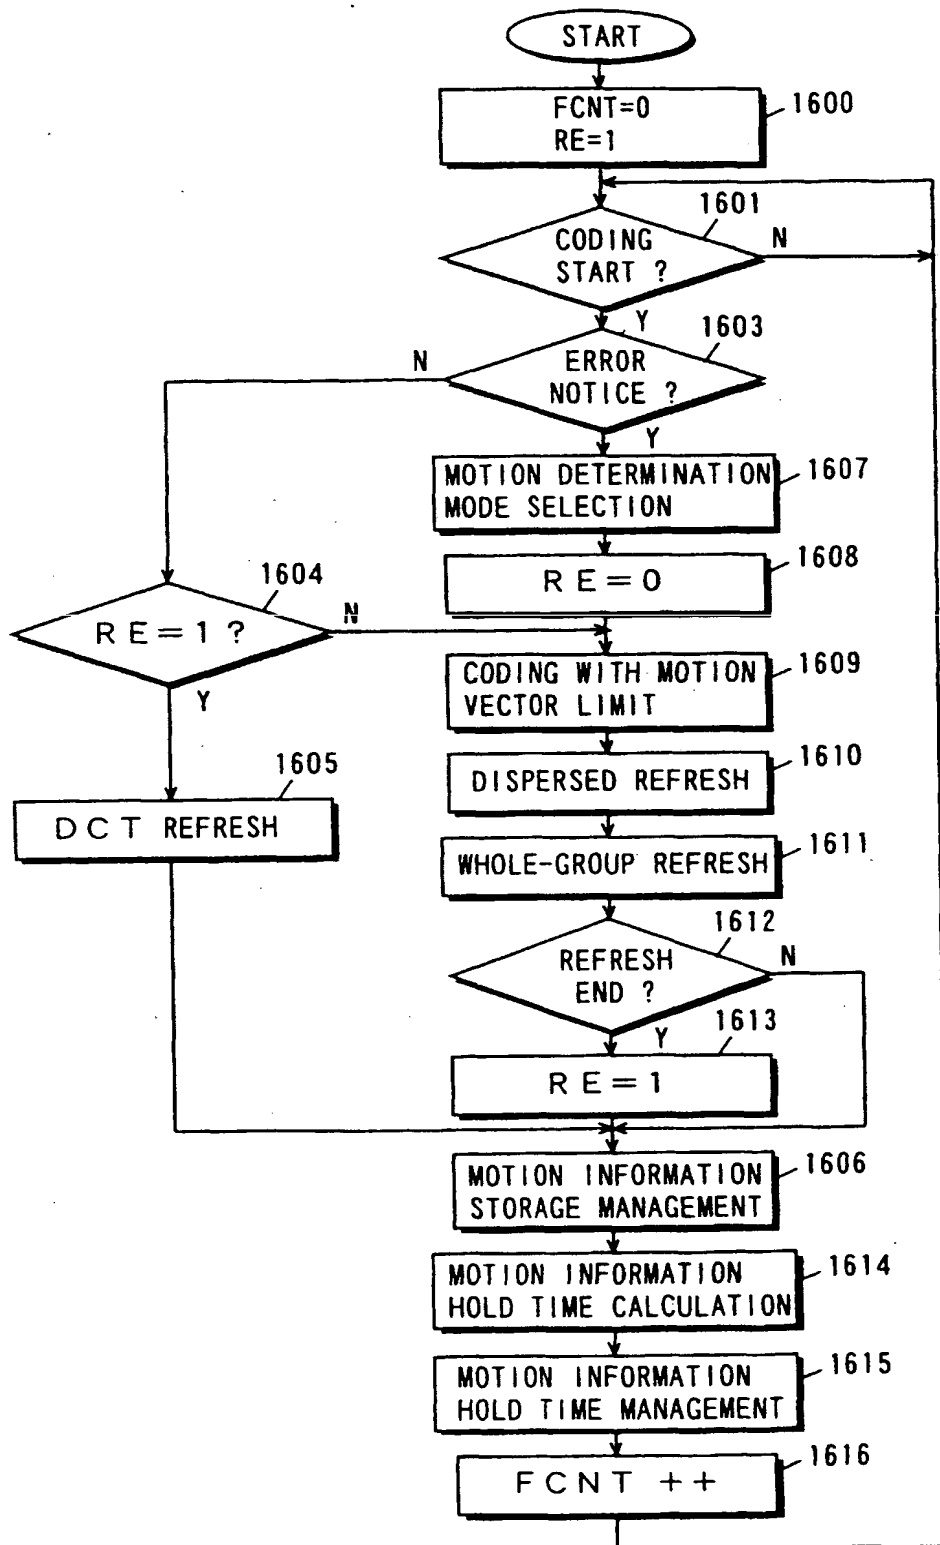 START
FCNT=0
RE=1
1600
1601
CODING
START ?
N
Y
1603
ERROR
NOTICE ?
N
Y
MOTION DETERMINATION
MODE SELECTION
1607
RE=0
1608
1604
RE=1 ?
N
Y
CODING WITH MOTION
VECTOR LIMIT
1609
1605
DCT REFRESH
DISPERSED REFRESH
1610
WHOLE-GROUP REFRESH
1611
1612
REFRESH
END ?
N
Y
1613
RE=1
MOTION INFORMATION
STORAGE MANAGEMENT
1606
MOTION INFORMATION
HOLD TIME CALCULATION
1614
MOTION INFORMATION
HOLD TIME MANAGEMENT
1615
FCNT ++
1616